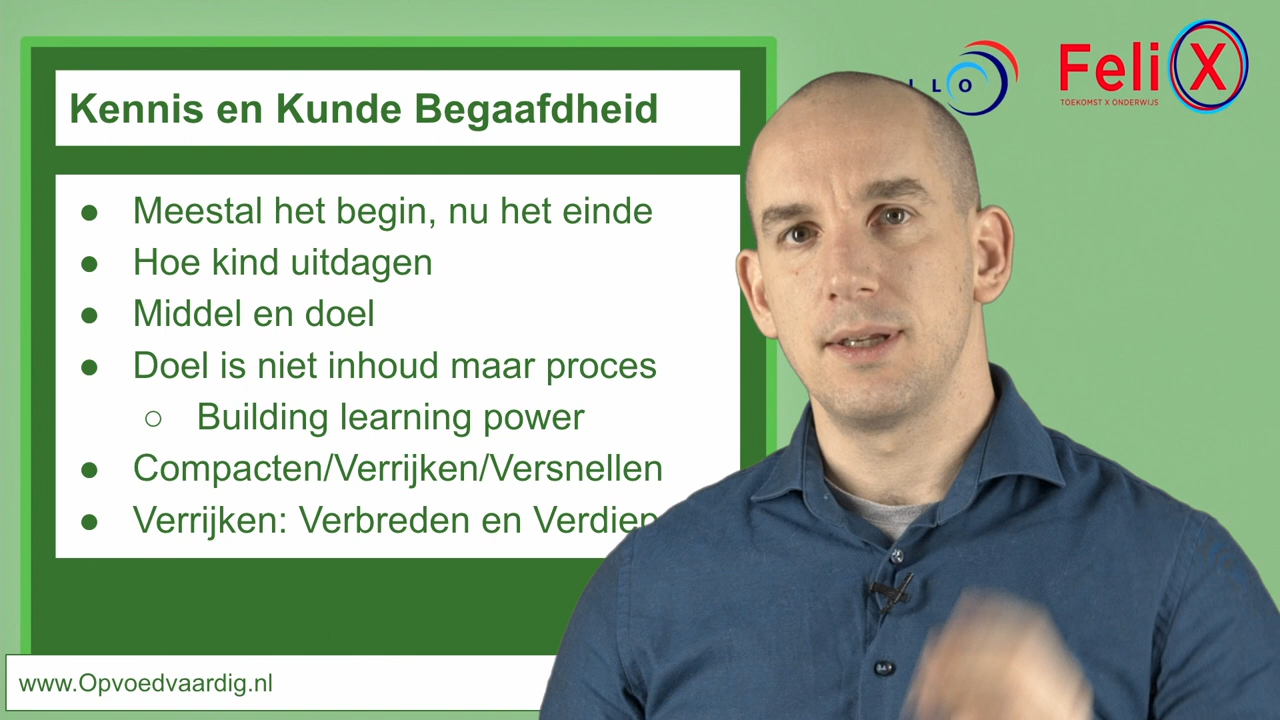 Kennis en Kunde Begaafdheid
● Meestal het begin, nu het einde
● Hoe kind uitdagen
● Middel en doel
● Doel is niet inhoud maar proces
○ Building learning power
● Compacten/Verrijken/Versnellen
● Verrijken: Verbreden en
LO
FeliX
TOEKOMST X ONDERWIJS
www.Opvoedvaardig.nl